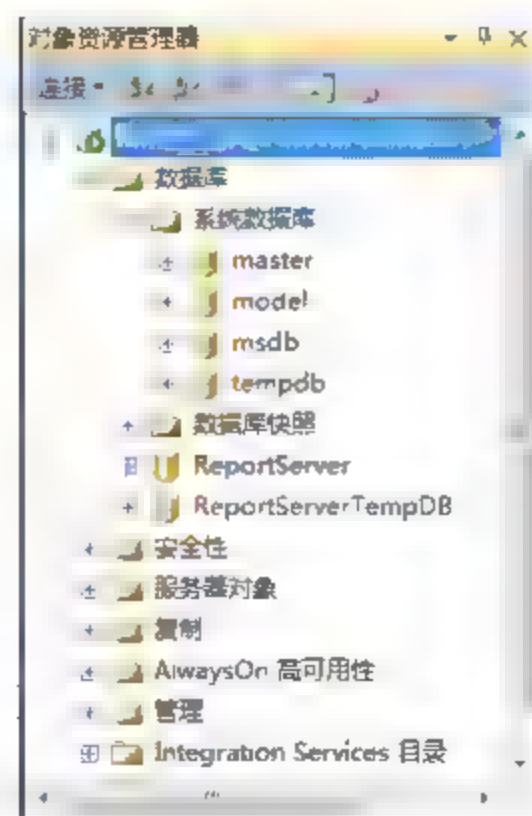 对象资源管理器
连接
数据库
系统数据库
master
model
msdb
tempdb
数据库快照
ReportServer
ReportServerTempDB
安全性
服务器对象
复制
AlwaysOn 高可用性
管理
Integration Services 目录